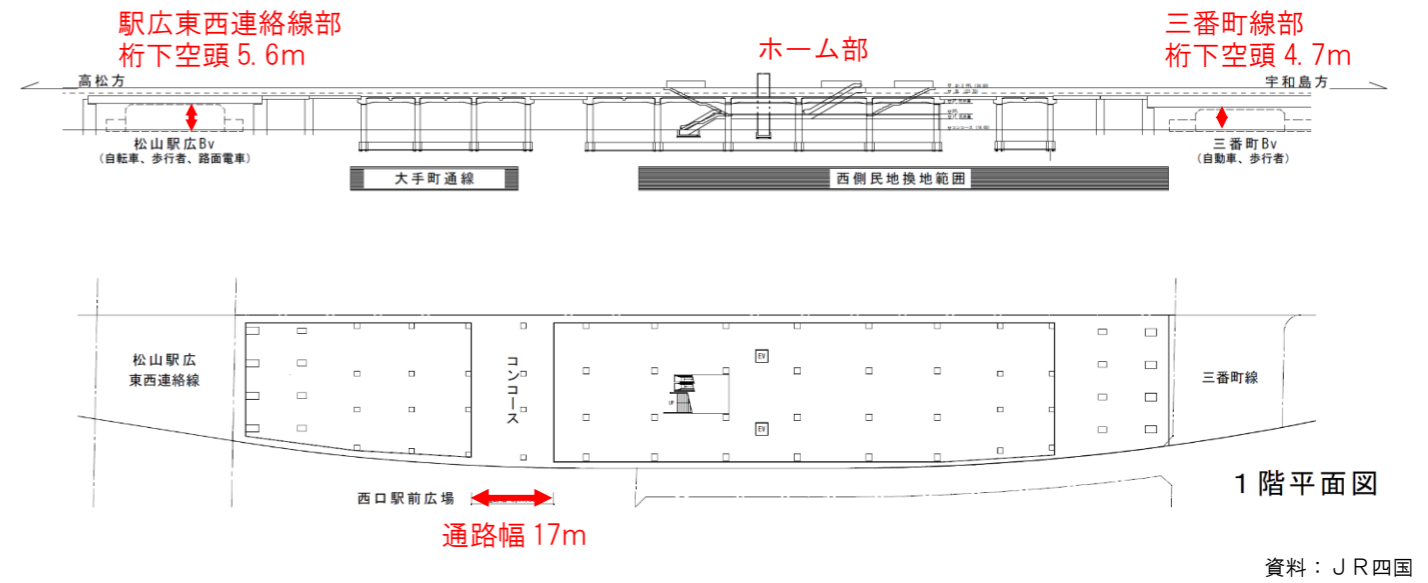 駅広東西連絡線部
桁下空頭 5.6m
ホーム部
三番町線部
桁下空頭 4.7m
高松方
宇和島方
松山駅広Bv
(自転車、歩行者、路面電車)
三番町Bv
(自動車、歩行者)
大手町通線
西側民地換地範囲
松山駅広
東西連絡線
コンコース
EV
EV
三番町線
西口駅前広場
通路幅 17m
1階平面図
資料：JR四国